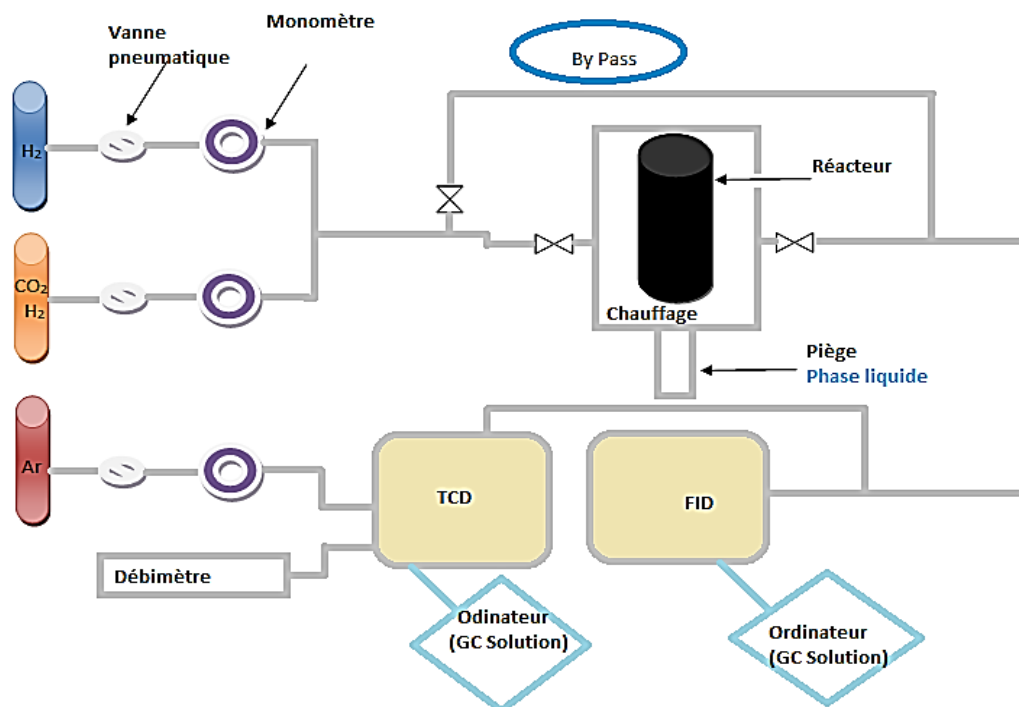 Monomètre
Vanne
pneumatique
By Pass
H₂
Réacteur
CO₂
H₂
Chauffage
Piège
Phase liquide
Ar
TCD
FID
Débimètre
Odinateur
(GC Solution)
Ordinateur
(GC Solution)